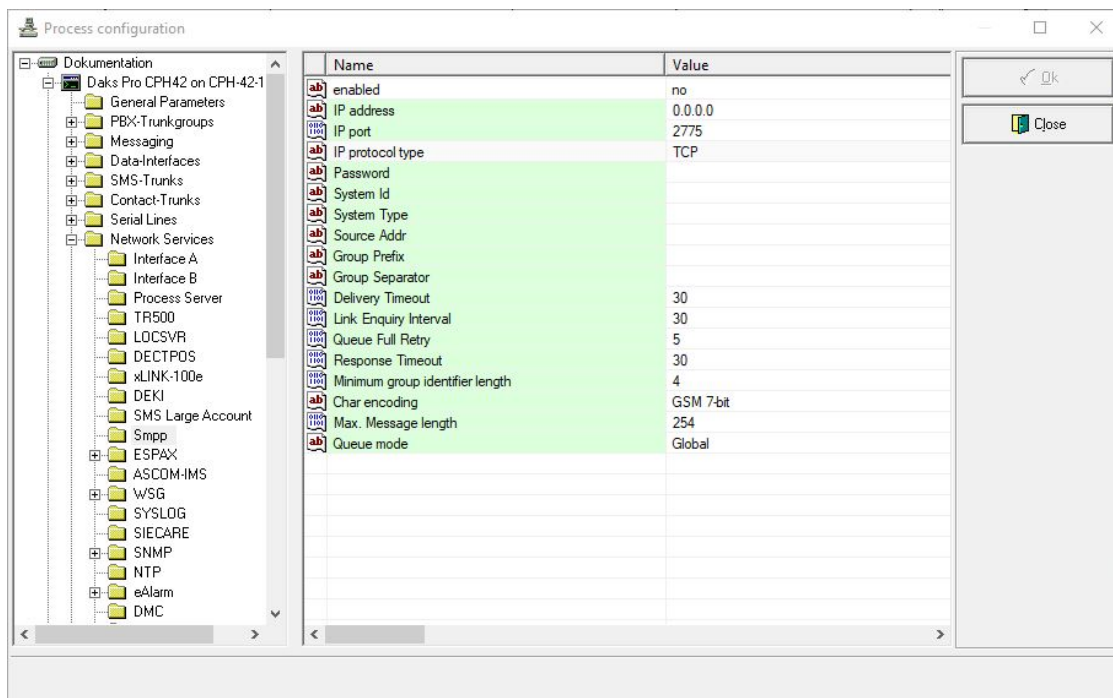 Process configuration
Dokumentation
Daks Pro CPH42 on CPH-42-1
General Parameters
PBX-Trunkgroups
Messaging
Data-Interfaces
SMS-Trunks
Contact-Trunks
Serial Lines
Network Services
Interface A
Interface B
Process Server
TR500
LOCSVR
DECTPOS
xLINK-100e
DEKI
SMS Large Account
Smpp
ESPAX
ASCOM-IMS
WSG
SYSLOG
SIECARE
SNMP
NTP
eAlarm
DMC
Name Value
enabled no
IP address 0.0.0.0
IP port 2775
IP protocol type TCP
Password
System Id
System Type
Source Addr
Group Prefix
Group Separator
Delivery Timeout 30
Link Enquiry Interval 30
Queue Full Retry 5
Response Timeout 30
Minimum group identifier length 4
Char encoding GSM 7-bit
Max. Message length 254
Queue mode Global
Ok
Close